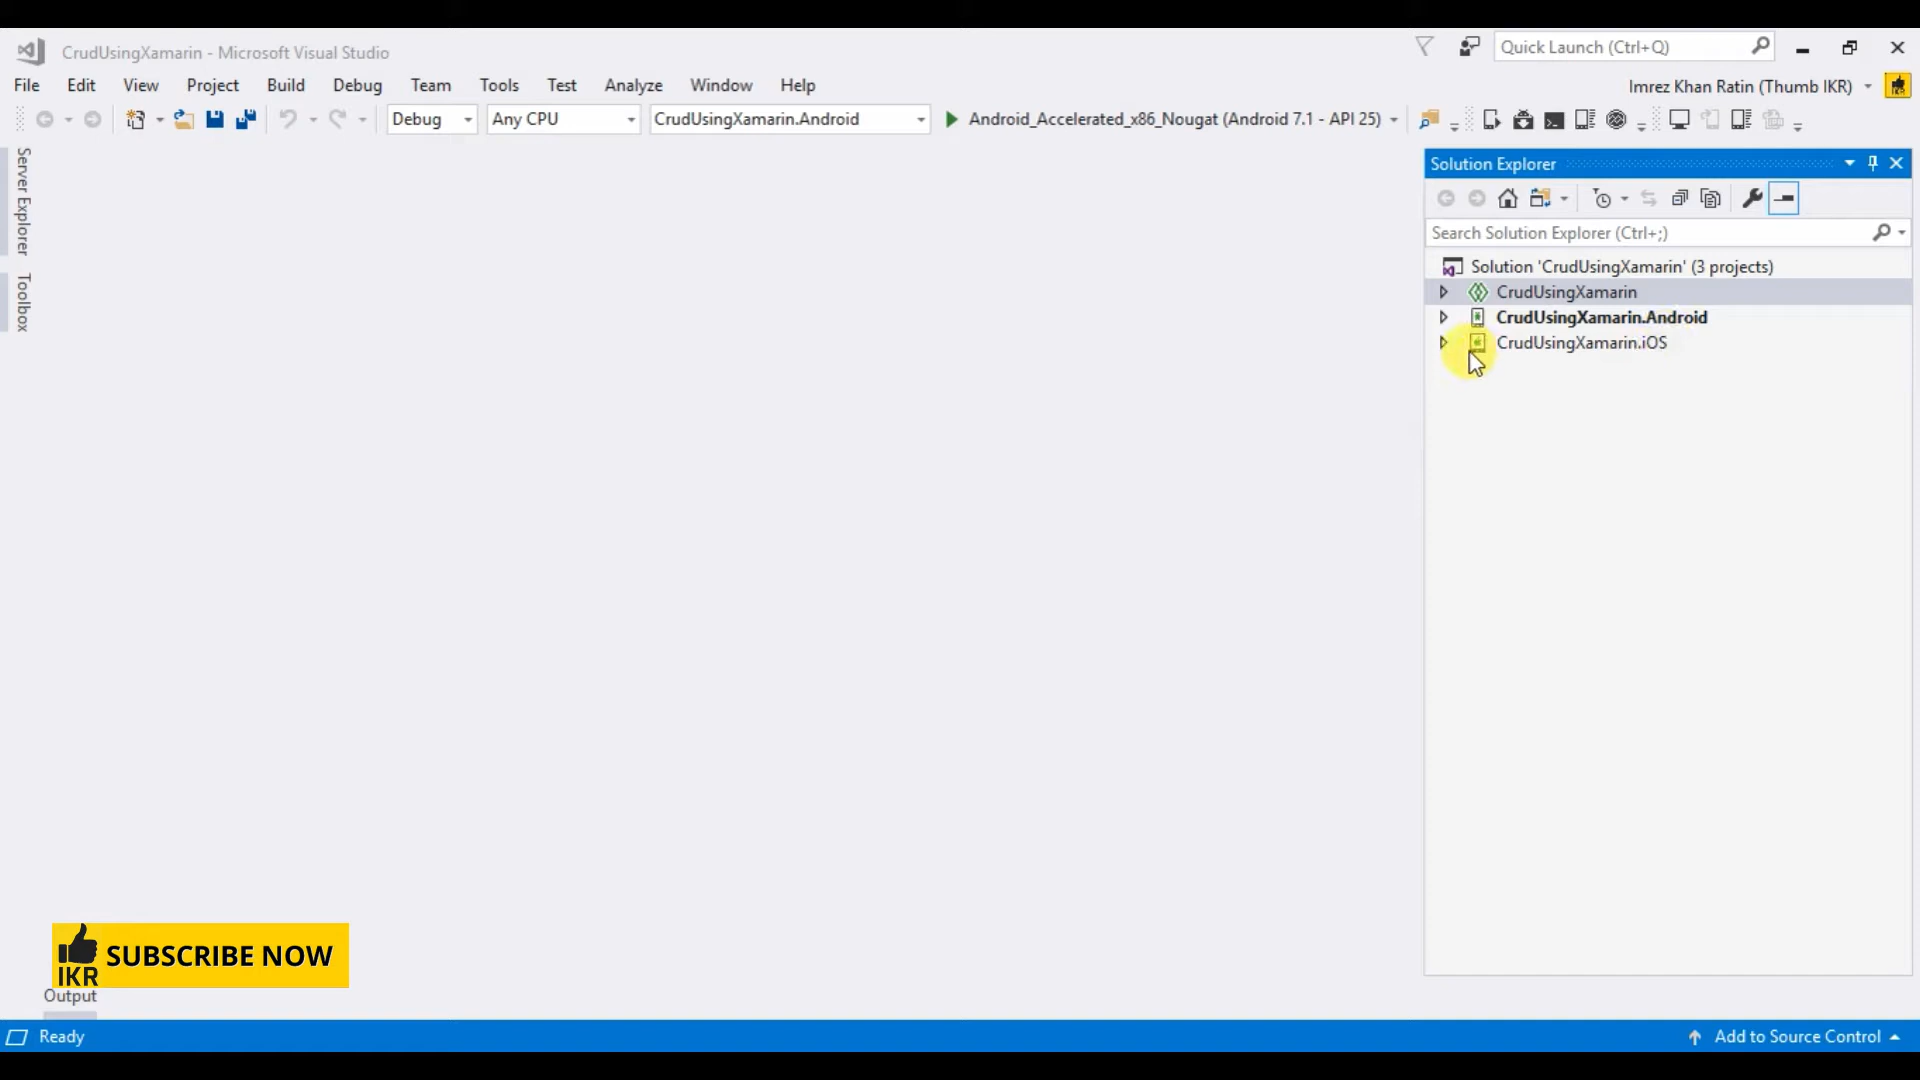 CrudUsingXamarin - Microsoft Visual Studio
Quick Launch (Ctrl+Q)
File Edit View Project Build Debug Team Tools Test Analyze Window Help
Imrez Khan Ratin (Thumb IKR)
Debug Any CPU CrudUsingXamarin.Android Android_Accelerated_x86_Nougat (Android 7.1 - API 25)
Server Explorer
Toolbox
Solution Explorer
Search Solution Explorer (Ctrl+;)
Solution 'CrudUsingXamarin' (3 projects)
CrudUsingXamarin
CrudUsingXamarin.Android
CrudUsingXamarin.iOS
IKR SUBSCRIBE NOW
Output
Ready
Add to Source Control